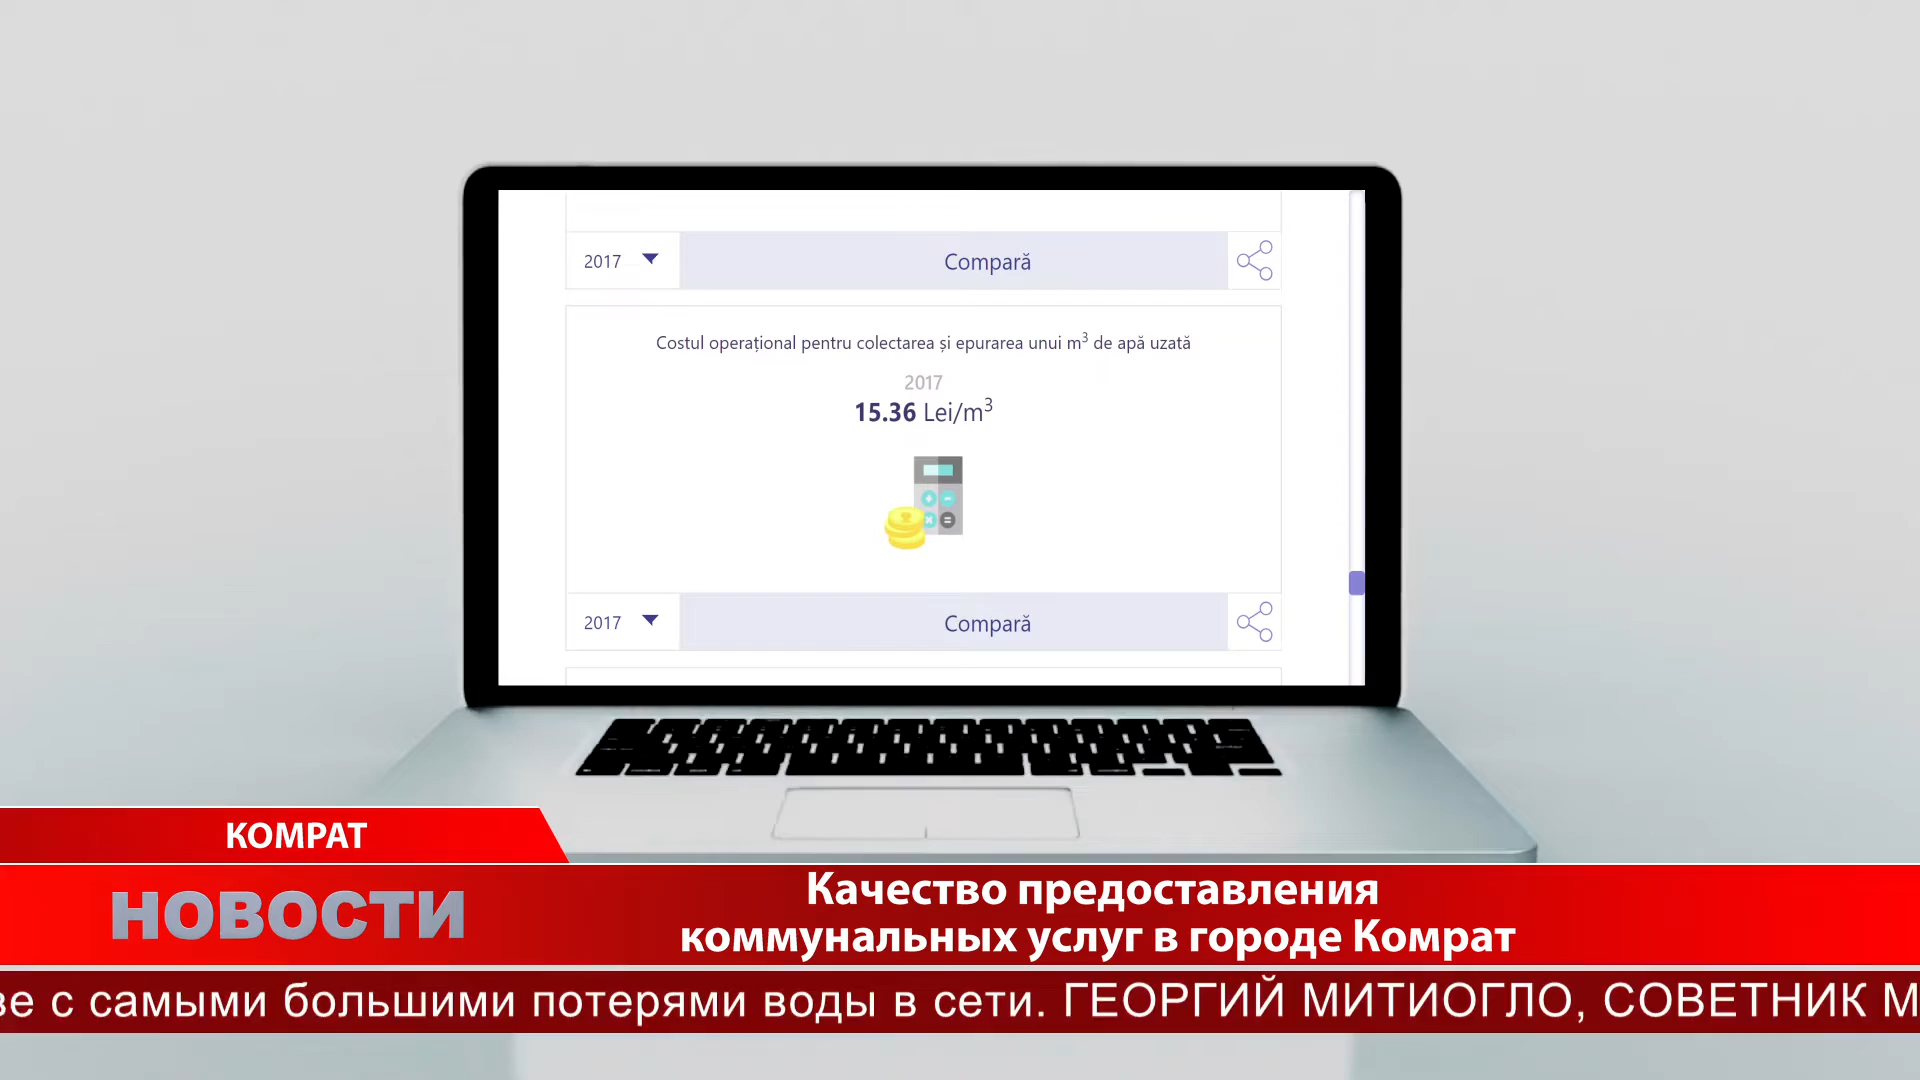 2017
Compară
Costul operațional pentru colectarea și epurarea unui m³ de apă uzată
2017
15.36 Lei/m³
2017
Compară
КОМРАТ
НОВОСТИ
Качество предоставления
коммунальных услуг в городе Комрат
с самыми большими потерями воды в сети. ГЕОРГИЙ МИТИОГЛО, СОВЕТНИК